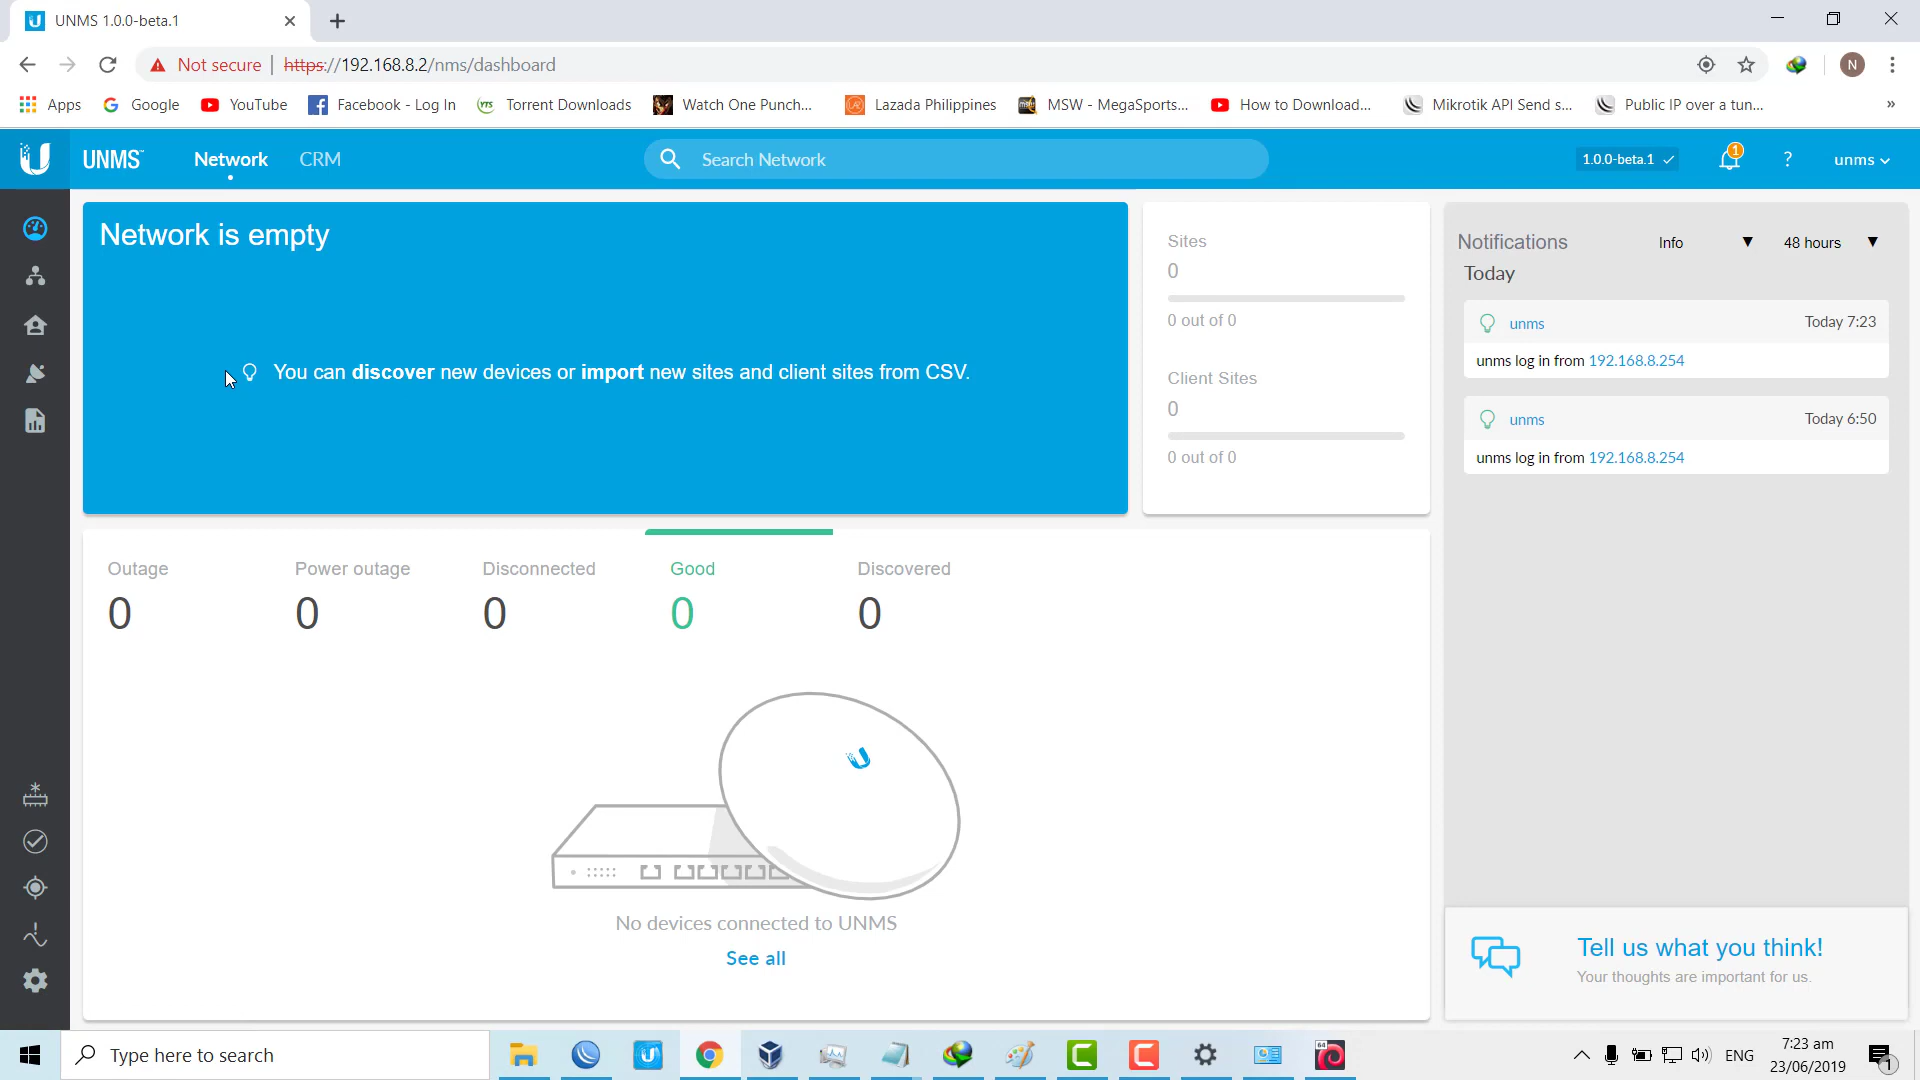 UNMS 1.0.0-beta.1
Not secure | https://192.168.8.2/nms/dashboard
N
Apps
Google
YouTube
Facebook - Log In
Torrent Downloads
Watch One Punch...
Lazada Philippines
MSW - MegaSports...
How to Download...
Mikrotik API Send s...
Public IP over a tun...
»
UNMS™
Network
CRM
Search Network
1.0.0-beta.1
1
?
unms
Network is empty
You can discover new devices or import new sites and client sites from CSV.
Sites
0
0 out of 0
Client Sites
0
0 out of 0
Notifications
Info
48 hours
Today
unms
Today 7:23
unms log in from 192.168.8.254
unms
Today 6:50
unms log in from 192.168.8.254
Outage
0
Power outage
0
Disconnected
0
Good
0
Discovered
0
No devices connected to UNMS
See all
Tell us what you think!
Your thoughts are important for us.
Type here to search
64
ENG
7:23 am
23/06/2019
1